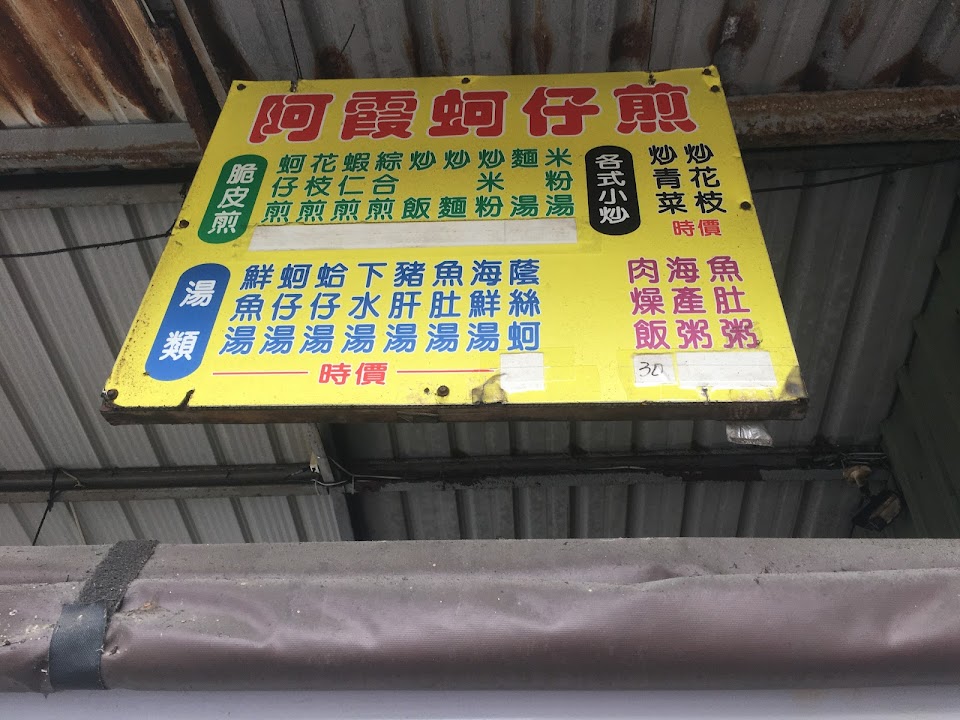 阿霞蚵仔煎
脆皮煎
蚵仔煎
花枝煎
蝦仁煎
綜合煎
炒飯
炒麵
炒米粉
麵湯
米粉湯
各式小炒
炒青菜
炒花枝
時價
湯類
鮮魚湯
蚵仔湯
蛤仔湯
下水湯
豬肝湯
魚肚湯
海鮮湯
蔭絲蚵
時價
肉燥飯
海產粥
魚肚粥
30